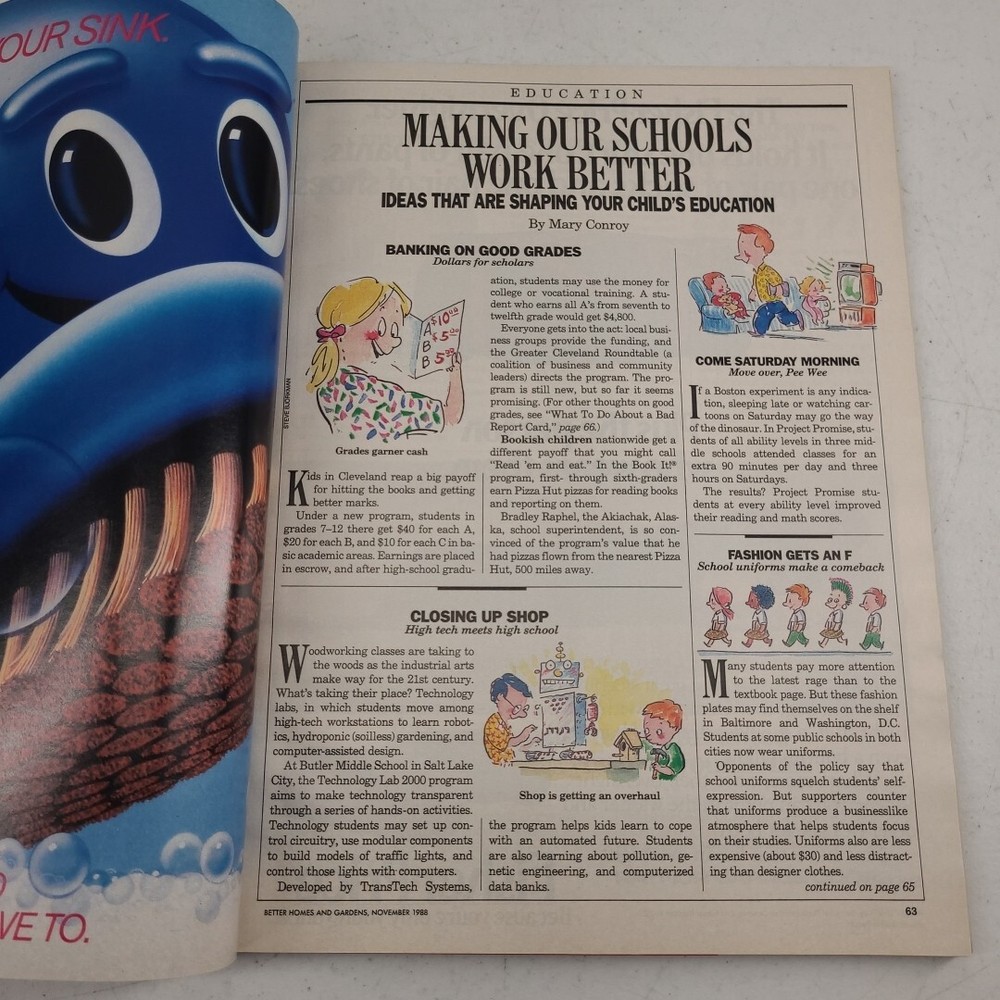 YOUR SINK.
VE TO.
EDUCATION
MAKING OUR SCHOOLS
WORK BETTER
IDEAS THAT ARE SHAPING YOUR CHILD'S EDUCATION
By Mary Conroy
BANKING ON GOOD GRADES
Dollars for scholars
A $10.00
B $5.00
B 5.00
STEVE BJORKMAN
Grades garner cash
Kids in Cleveland reap a big payoff
for hitting the books and getting
better marks.
Under a new program, students in
grades 7–12 there get $40 for each A,
$20 for each B, and $10 for each C in ba-
sic academic areas. Earnings are placed
in escrow, and after high-school gradu-
ation, students may use the money for
college or vocational training. A stu-
dent who earns all A's from seventh to
twelfth grade would get $4,800.
Everyone gets into the act: local busi-
ness groups provide the funding, and
the Greater Cleveland Roundtable (a
coalition of business and community
leaders) directs the program. The pro-
gram is still new, but so far it seems
promising. (For other thoughts on good
grades, see "What To Do About a Bad
Report Card," page 66.)
Bookish children nationwide get a
different payoff that you might call
"Read 'em and eat." In the Book It!®
program, first- through sixth-graders
earn Pizza Hut pizzas for reading books
and reporting on them.
Bradley Raphel, the Akiachak, Alas-
ka, school superintendent, is so con-
vinced of the program's value that he
had pizzas flown from the nearest Pizza
Hut, 500 miles away.
COME SATURDAY MORNING
Move over, Pee Wee
If a Boston experiment is any indica-
tion, sleeping late or watching car-
toons on Saturday may go the way
of the dinosaur. In Project Promise, stu-
dents of all ability levels in three mid-
dle schools attended classes for an
extra 90 minutes per day and three
hours on Saturdays.
The results? Project Promise stu-
dents at every ability level improved
their reading and math scores.
FASHION GETS AN F
School uniforms make a comeback
Many students pay more attention
to the latest rage than to the
textbook page. But these fashion
plates may find themselves on the shelf
in Baltimore and Washington, D.C.
Students at some public schools in both
cities now wear uniforms.
Opponents of the policy say that
school uniforms squelch students' self-
expression. But supporters counter
that uniforms produce a businesslike
atmosphere that helps students focus
on their studies. Uniforms also are less
expensive (about $30) and less distract-
ing than designer clothes.
continued on page 65
CLOSING UP SHOP
High tech meets high school
Woodworking classes are taking to
the woods as the industrial arts
make way for the 21st century.
What's taking their place? Technology
labs, in which students move among
high-tech workstations to learn robot-
ics, hydroponic (soilless) gardening, and
computer-assisted design.
At Butler Middle School in Salt Lake
City, the Technology Lab 2000 program
aims to make technology transparent
through a series of hands-on activities.
Technology students may set up con-
trol circuitry, use modular components
to build models of traffic lights, and
control those lights with computers.
Developed by TransTech Systems,
Shop is getting an overhaul
the program helps kids learn to cope
with an automated future. Students
are also learning about pollution, ge-
netic engineering, and computerized
data banks.
BETTER HOMES AND GARDENS, NOVEMBER 1988
63